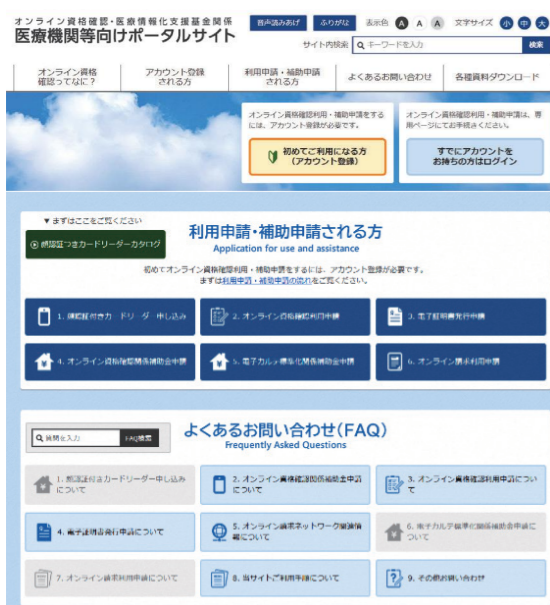 オンライン資格確認・医療情報化支援基金関係
医療機関等向けポータルサイト
音声読みあげ ふりがな 表示色 A A A 文字サイズ 小 中 大
サイト内検索 キーワードを入力 検索
オンライン資格
確認ってなに？
アカウント登録
される方
利用申請・補助申請
される方
よくあるお問い合わせ
各種資料ダウンロード
オンライン資格確認利用・補助申請をする
には、アカウント登録が必要です。
初めてご利用になる方
（アカウント登録）
オンライン資格確認利用・補助申請は、専
用ページにてお手続きください。
すでにアカウントを
お持ちの方はログイン
▼まずはここをご覧ください
顔認証つきカードリーダーカタログ
利用申請・補助申請される方
Application for use and assistance
初めてオンライン資格確認利用・補助申請をするには、アカウント登録が必要です。
まずは利用申請・補助申請の流れをご覧ください。
1. 顔認証付きカードリーダー申し込み
2. オンライン資格確認利用申請
3. 電子証明書発行申請
4. オンライン資格確認関係補助金申請
5. 電子カルテ標準化関係補助金申請
6. オンライン請求利用申請
質問を入力 FAQ検索
よくあるお問い合わせ（FAQ）
Frequently Asked Questions
1. 顔認証付きカードリーダー申し込み
について
2. オンライン資格確認関係補助金申請
について
3. オンライン資格確認利用申請につい
て
4. 電子証明書発行申請について
5. オンライン請求ネットワーク関連情
報について
6. 電子カルテ標準化関係補助金申請に
ついて
7. オンライン請求利用申請について
8. 当サイトご利用手順について
9. その他お問い合わせ